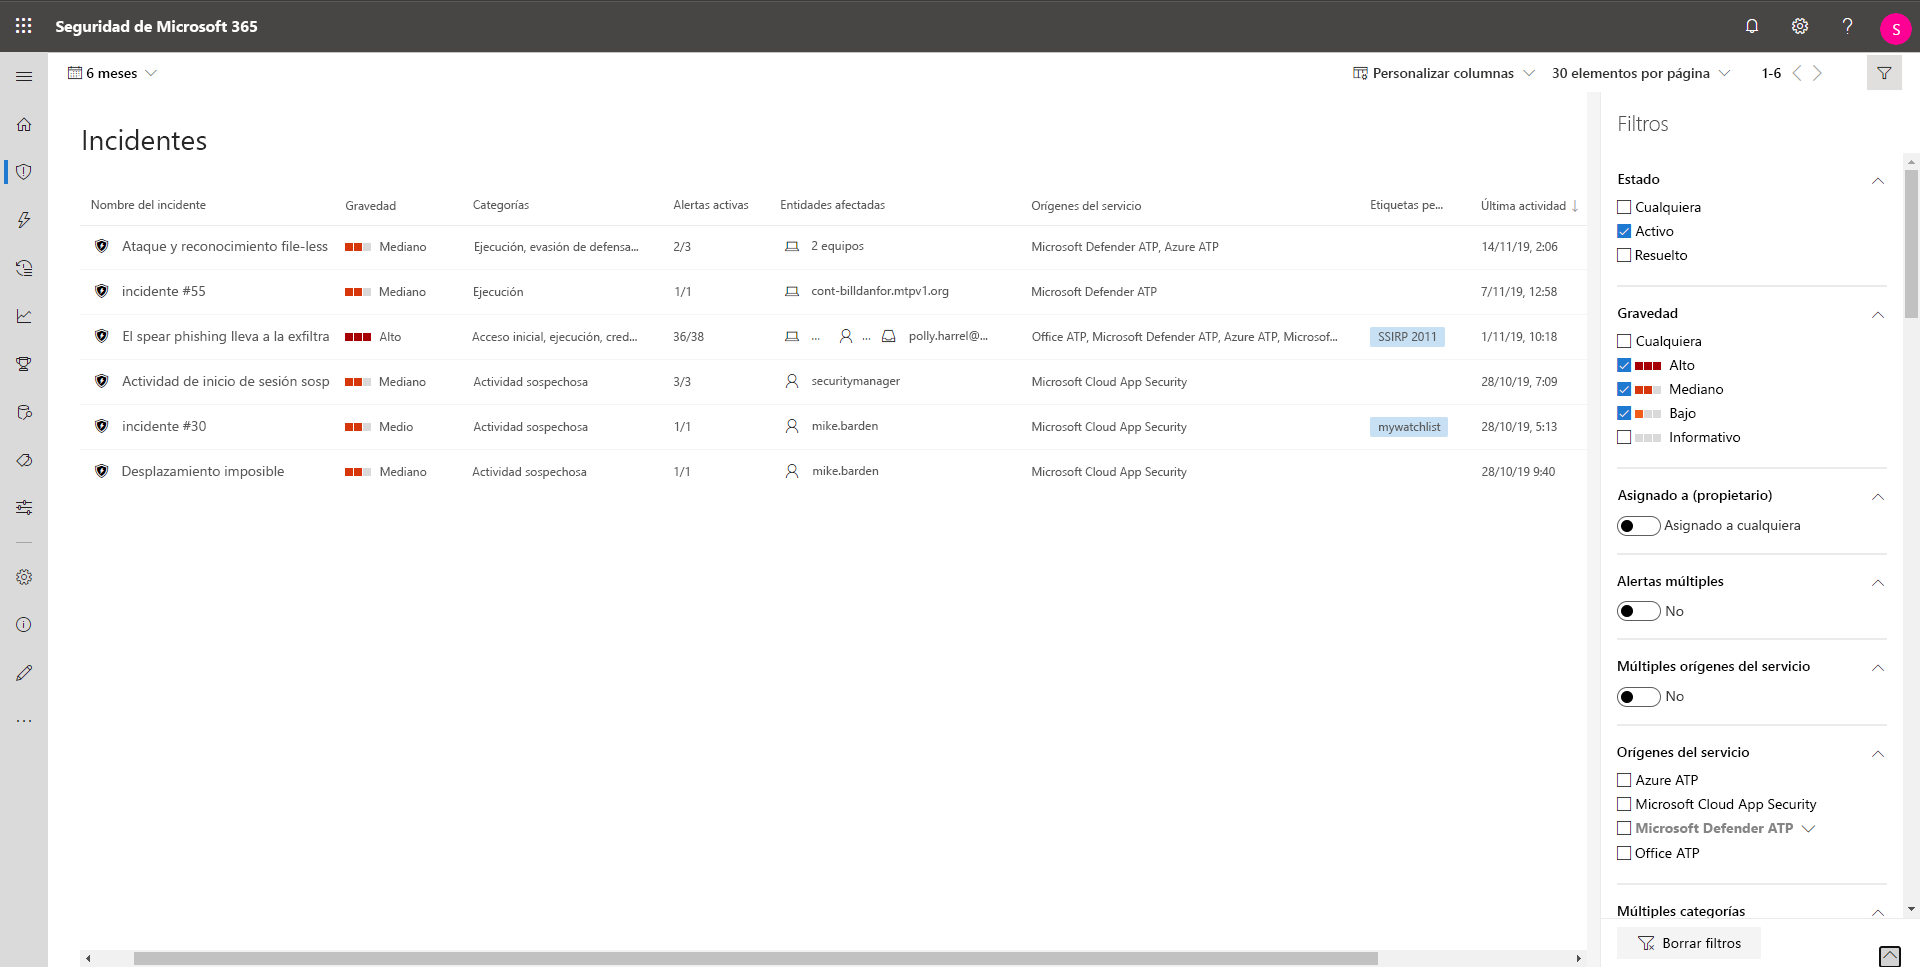 Seguridad de Microsoft 365
S
6 meses
Personalizar columnas
30 elementos por página
1-6
Incidentes
Nombre del incidente Gravedad Categorías Alertas activas Entidades afectadas Orígenes del servicio Etiquetas pe... Última actividad
Ataque y reconocimiento file-less Mediano Ejecución, evasión de defensa... 2/3 2 equipos Microsoft Defender ATP, Azure ATP 14/11/19, 2:06
incidente #55 Mediano Ejecución 1/1 cont-billdanfor.mtpv1.org Microsoft Defender ATP 7/11/19, 12:58
El spear phishing lleva a la exfiltra Alto Acceso inicial, ejecución, cred... 36/38 ... ... polly.harrel@... Office ATP, Microsoft Defender ATP, Azure ATP, Microsof... SSIRP 2011 1/11/19, 10:18
Actividad de inicio de sesión sosp Mediano Actividad sospechosa 3/3 securitymanager Microsoft Cloud App Security 28/10/19, 7:09
incidente #30 Medio Actividad sospechosa 1/1 mike.barden Microsoft Cloud App Security mywatchlist 28/10/19, 5:13
Desplazamiento imposible Mediano Actividad sospechosa 1/1 mike.barden Microsoft Cloud App Security 28/10/19 9:40
Filtros
Estado
Cualquiera
Activo
Resuelto
Gravedad
Cualquiera
Alto
Mediano
Bajo
Informativo
Asignado a (propietario)
Asignado a cualquiera
Alertas múltiples
No
Múltiples orígenes del servicio
No
Orígenes del servicio
Azure ATP
Microsoft Cloud App Security
Microsoft Defender ATP
Office ATP
Múltiples categorías
Borrar filtros